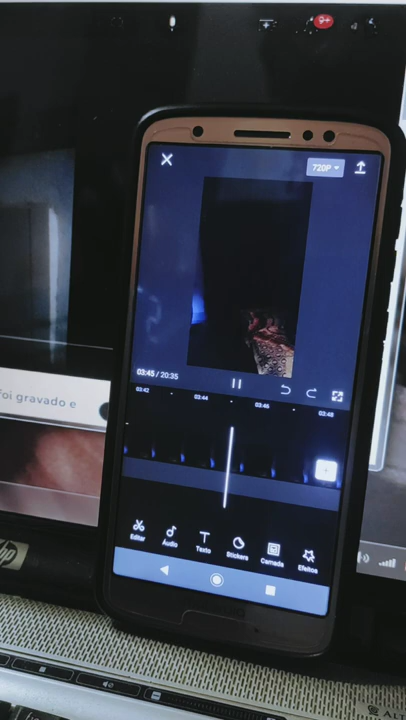 9+
720P
03:45 / 20:35
03:42
03:44
03:46
03:48
foi gravado e
Editar
Áudio
Texto
Stickers
Camada
Efeitos
hp